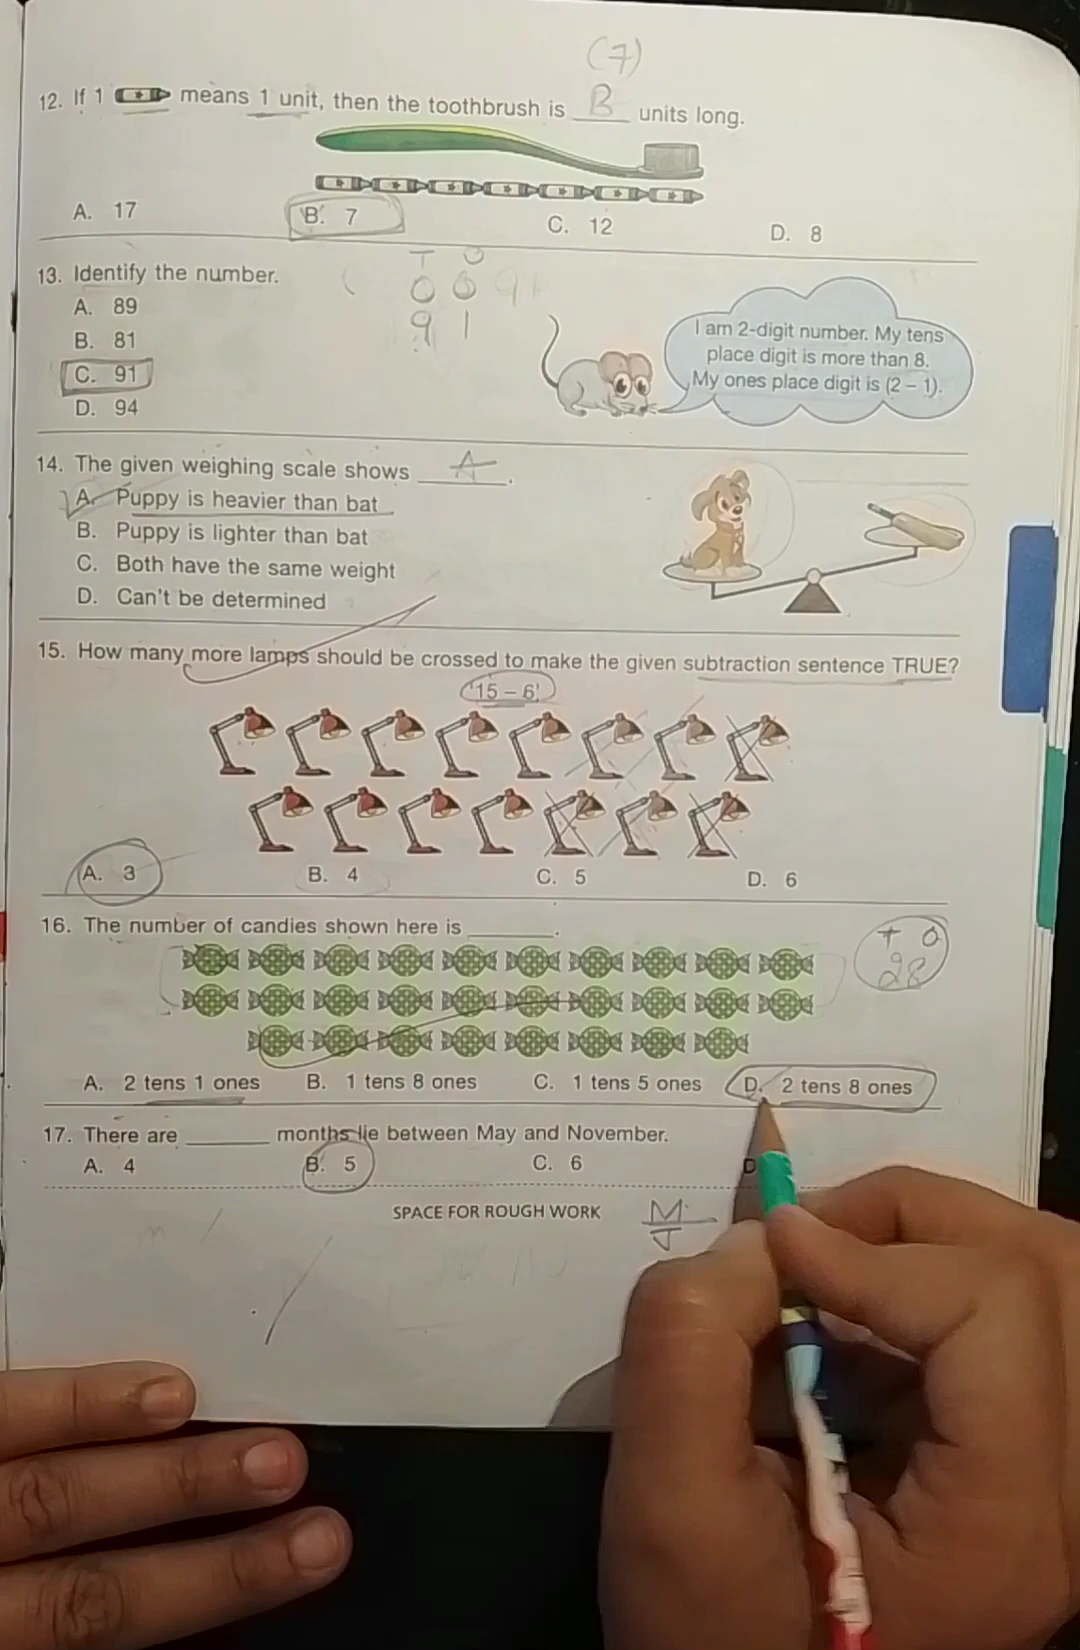 (7)
12. If 1 means 1 unit, then the toothbrush is B units long.
A. 17 B. 7 C. 12 D. 8
T O
13. Identify the number.
0 0 91
A. 89
9 1
B. 81
C. 91
D. 94
I am 2-digit number. My tens
place digit is more than 8.
My ones place digit is (2 – 1).
14. The given weighing scale shows A.
A. Puppy is heavier than bat
B. Puppy is lighter than bat
C. Both have the same weight
D. Can't be determined
15. How many more lamps should be crossed to make the given subtraction sentence TRUE?
'15 – 6'
A. 3 B. 4 C. 5 D. 6
16. The number of candies shown here is ______.
T O
28
A. 2 tens 1 ones B. 1 tens 8 ones C. 1 tens 5 ones D. 2 tens 8 ones
17. There are ______ months lie between May and November.
A. 4 B. 5 C. 6 D
SPACE FOR ROUGH WORK M
J